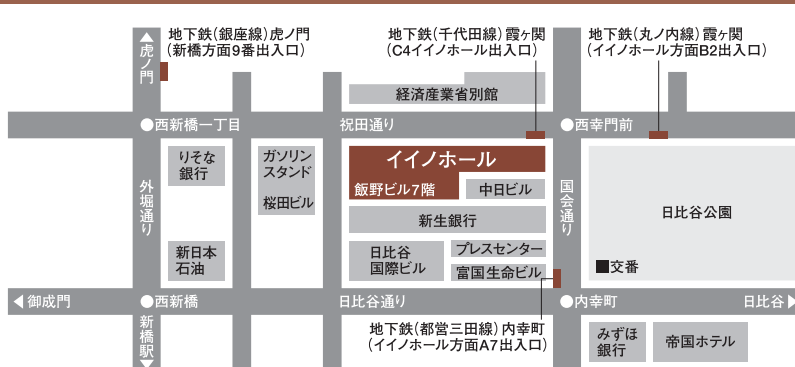 地下鉄(銀座線)虎ノ門
(新橋方面9番出入口)
地下鉄(千代田線)霞ヶ関
(C4イイノホール出入口)
地下鉄(丸ノ内線)霞ヶ関
(イイノホール方面B2出入口)
▲虎ノ門
経済産業省別館
●西新橋一丁目
祝田通り
●西幸門前
外堀通り
りそな
銀行
ガソリン
スタンド
桜田ビル
イイノホール
飯野ビル7階
中日ビル
国会通り
日比谷公園
新生銀行
新日本
石油
日比谷
国際ビル
プレスセンター
富国生命ビル
■交番
◀御成門
●西新橋
日比谷通り
●内幸町
日比谷▶
新橋駅▼
地下鉄(都営三田線)内幸町
(イイノホール方面A7出入口)
みずほ
銀行
帝国ホテル